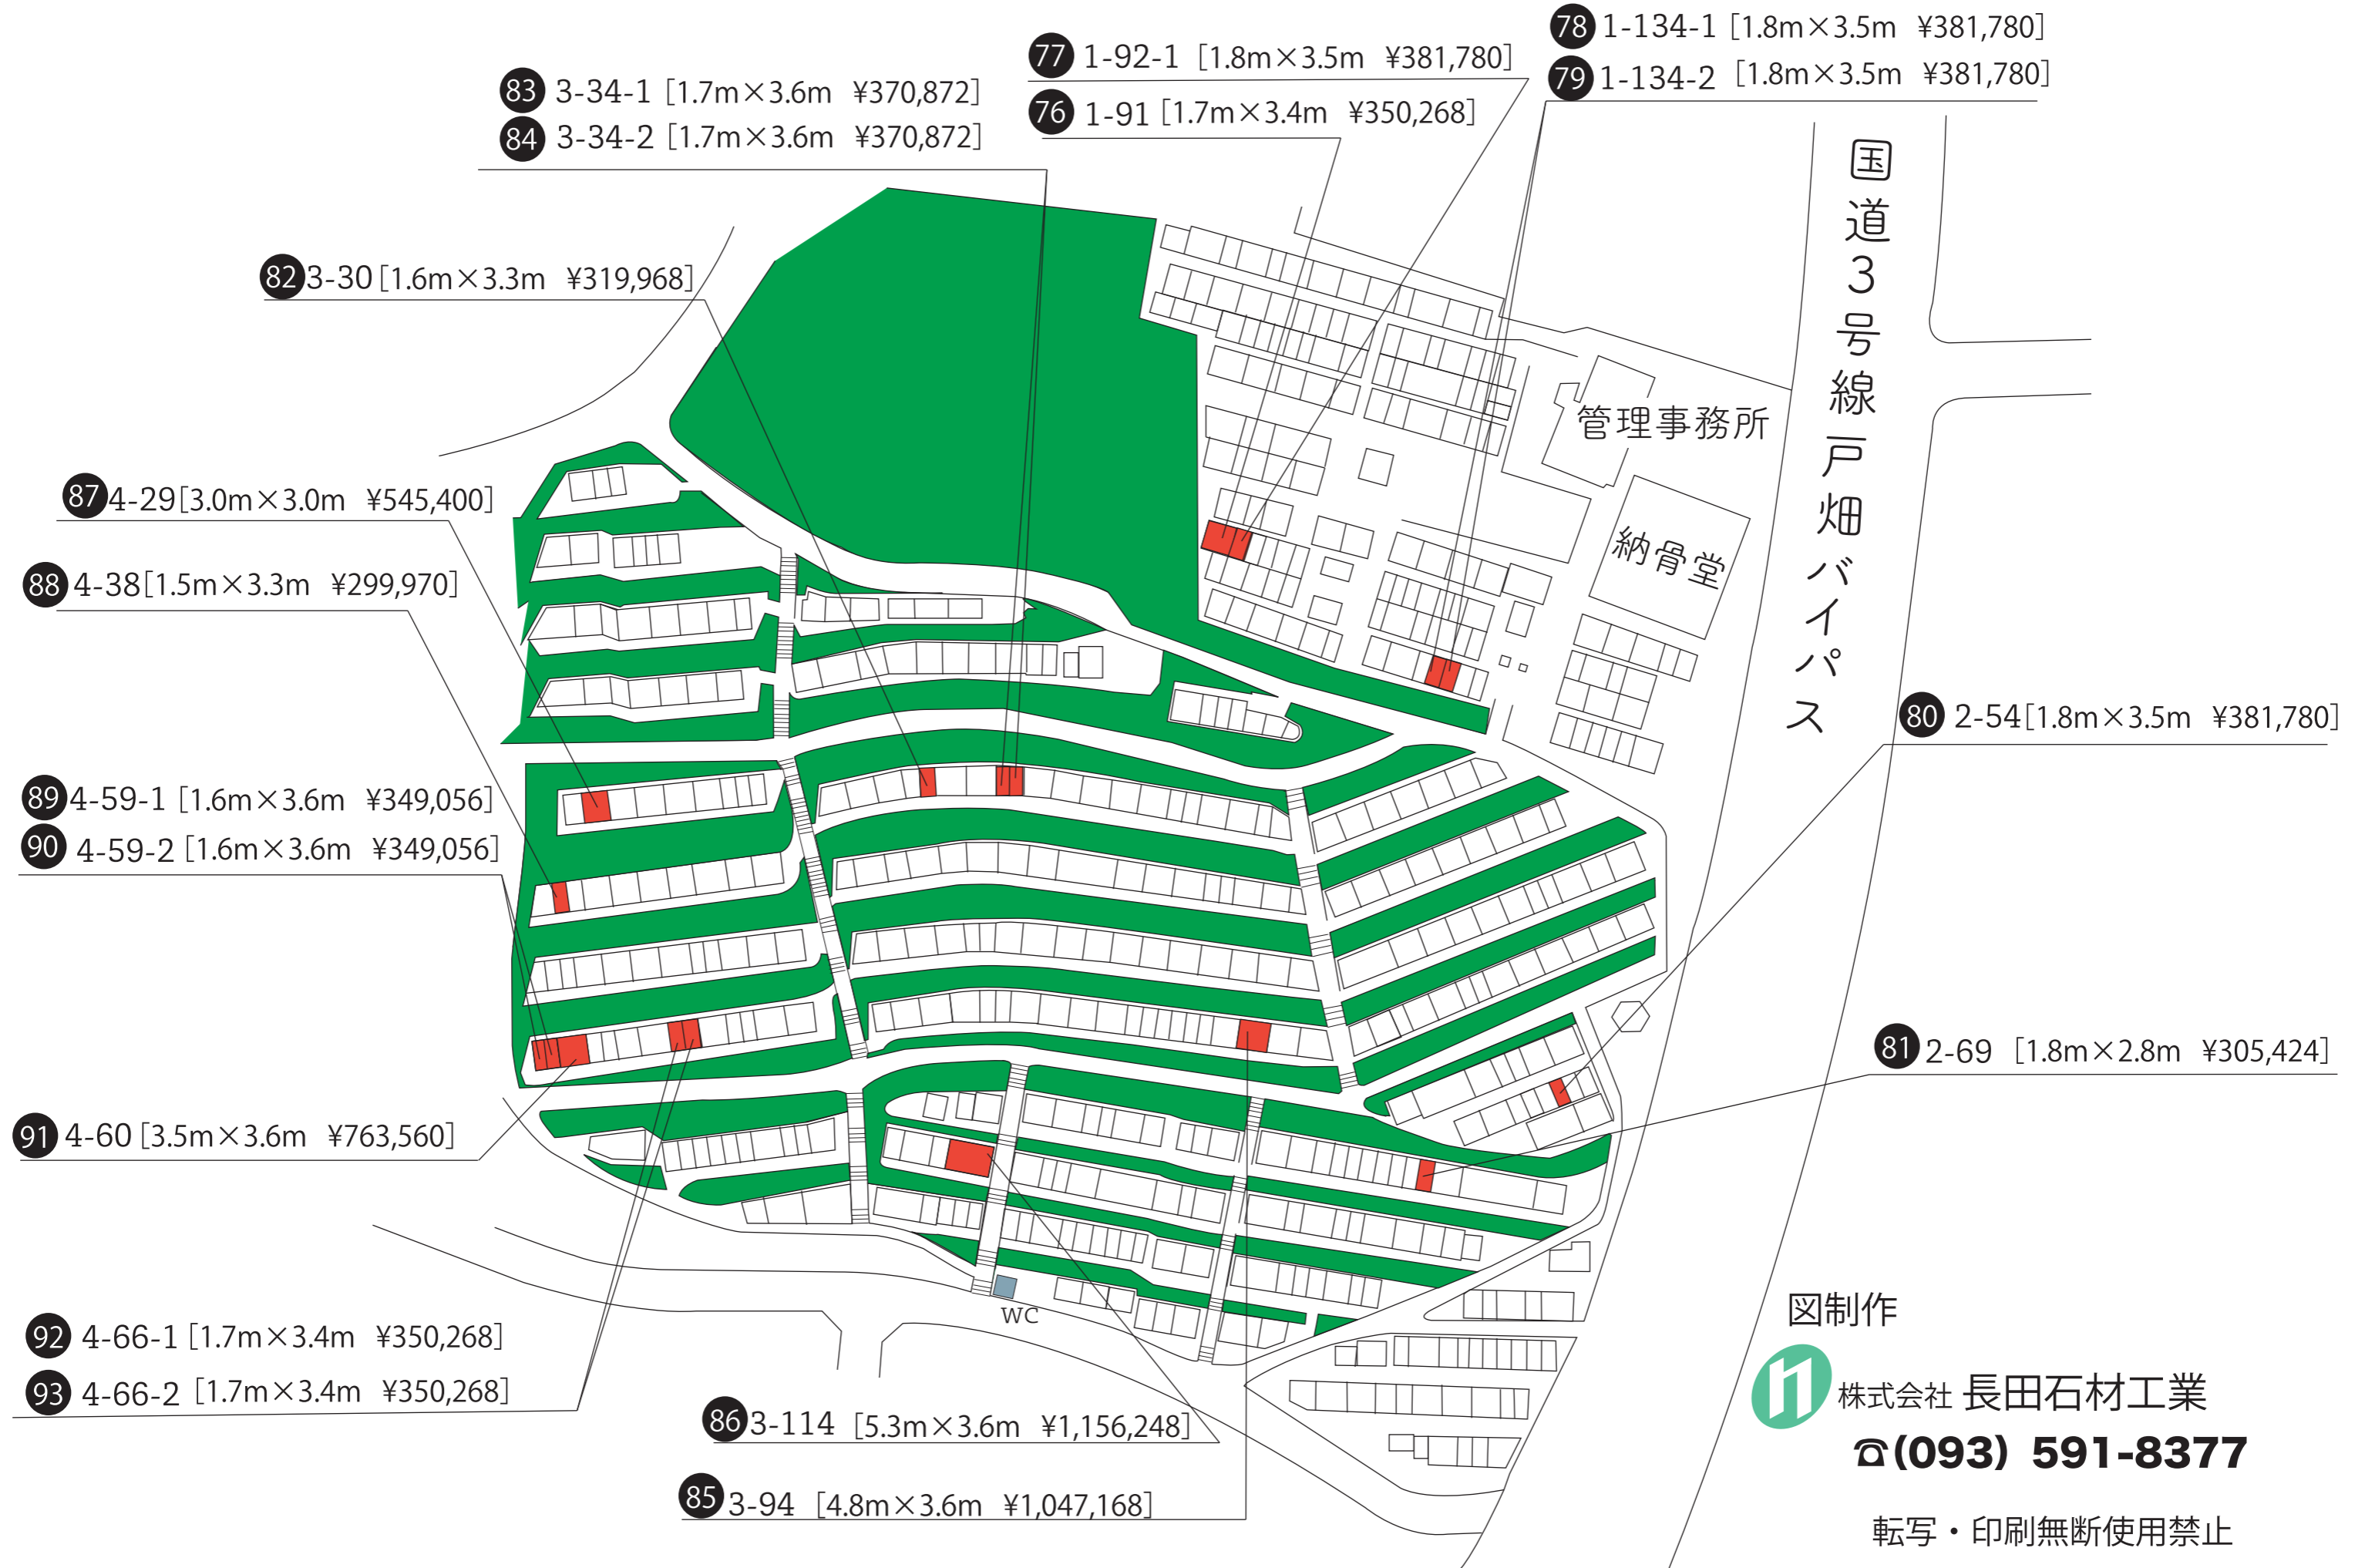 78 1-134-1 [1.8m×3.5m ¥381,780]
79 1-134-2 [1.8m×3.5m ¥381,780]
77 1-92-1 [1.8m×3.5m ¥381,780]
76 1-91 [1.7m×3.4m ¥350,268]
83 3-34-1 [1.7m×3.6m ¥370,872]
84 3-34-2 [1.7m×3.6m ¥370,872]
82 3-30 [1.6m×3.3m ¥319,968]
国道3号線戸畑バイパス
管理事務所
納骨堂
87 4-29[3.0m×3.0m ¥545,400]
88 4-38[1.5m×3.3m ¥299,970]
89 4-59-1 [1.6m×3.6m ¥349,056]
90 4-59-2 [1.6m×3.6m ¥349,056]
80 2-54[1.8m×3.5m ¥381,780]
81 2-69 [1.8m×2.8m ¥305,424]
91 4-60 [3.5m×3.6m ¥763,560]
92 4-66-1 [1.7m×3.4m ¥350,268]
93 4-66-2 [1.7m×3.4m ¥350,268]
WC
86 3-114 [5.3m×3.6m ¥1,156,248]
85 3-94 [4.8m×3.6m ¥1,047,168]
図制作
株式会社 長田石材工業
☎(093) 591-8377
転写・印刷無断使用禁止